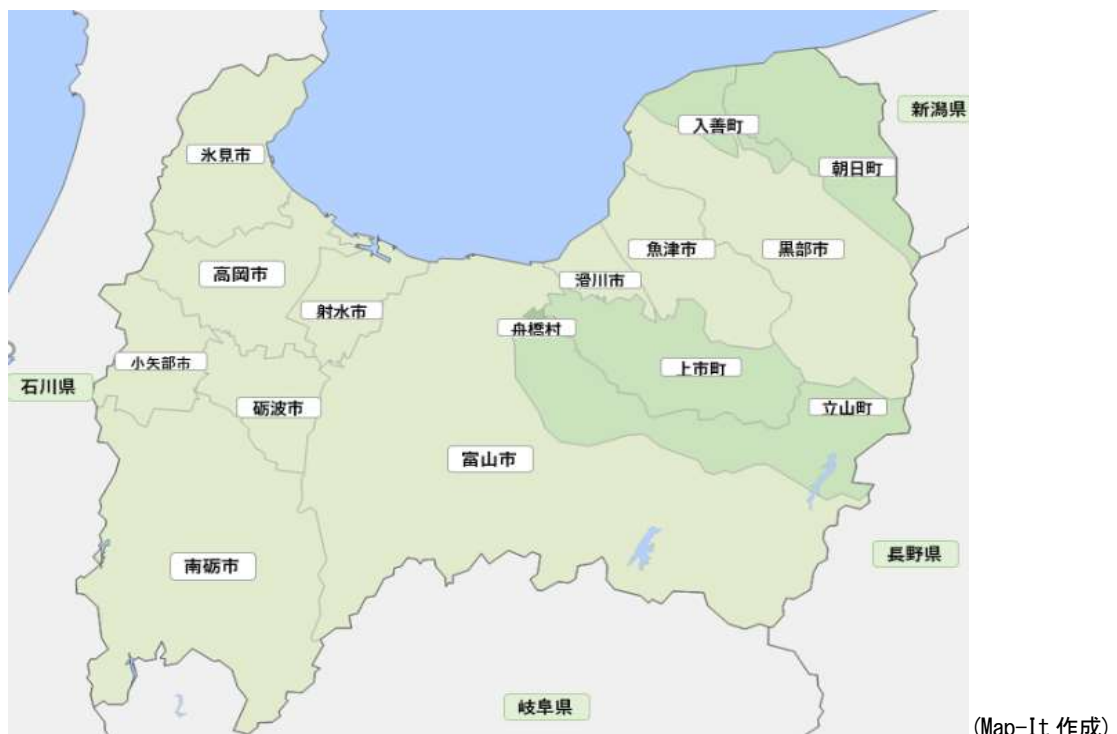 新潟県
入善町
朝日町
氷見市
魚津市
黒部市
高岡市
滑川市
射水市
舟橋村
小矢部市
上市町
石川県
砺波市
立山町
富山市
長野県
南砺市
岐阜県
(Map-It 作成)